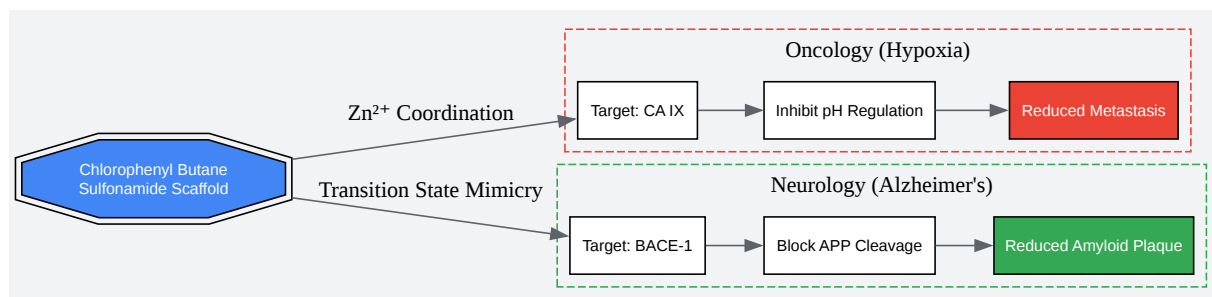 Chlorophenyl Butane
Sulfonamide Scaffold
Zn²⁺ Coordination
Transition State Mimicry
Oncology (Hypoxia)
Target: CA IX
Inhibit pH Regulation
Reduced Metastasis
Neurology (Alzheimer's)
Target: BACE-1
Block APP Cleavage
Reduced Amyloid Plaque